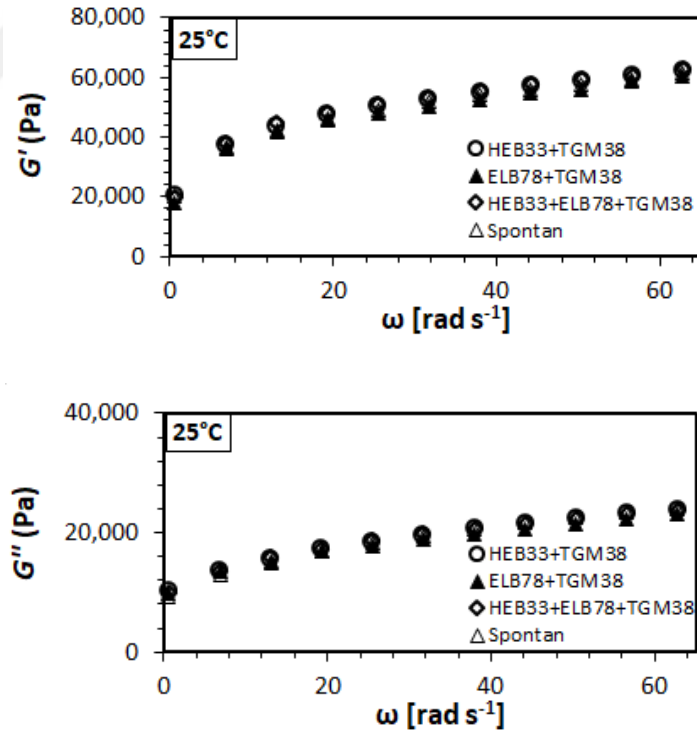 80,000
25°C
60,000
40,000
20,000
0
G' (Pa)
HEB33+TGM38
ELB78+TGM38
HEB33+ELB78+TGM38
Spontan
0 20 40 60
ω [rad s⁻¹]
40,000
25°C
20,000
0
G'' (Pa)
HEB33+TGM38
ELB78+TGM38
HEB33+ELB78+TGM38
Spontan
0 20 40 60
ω [rad s⁻¹]